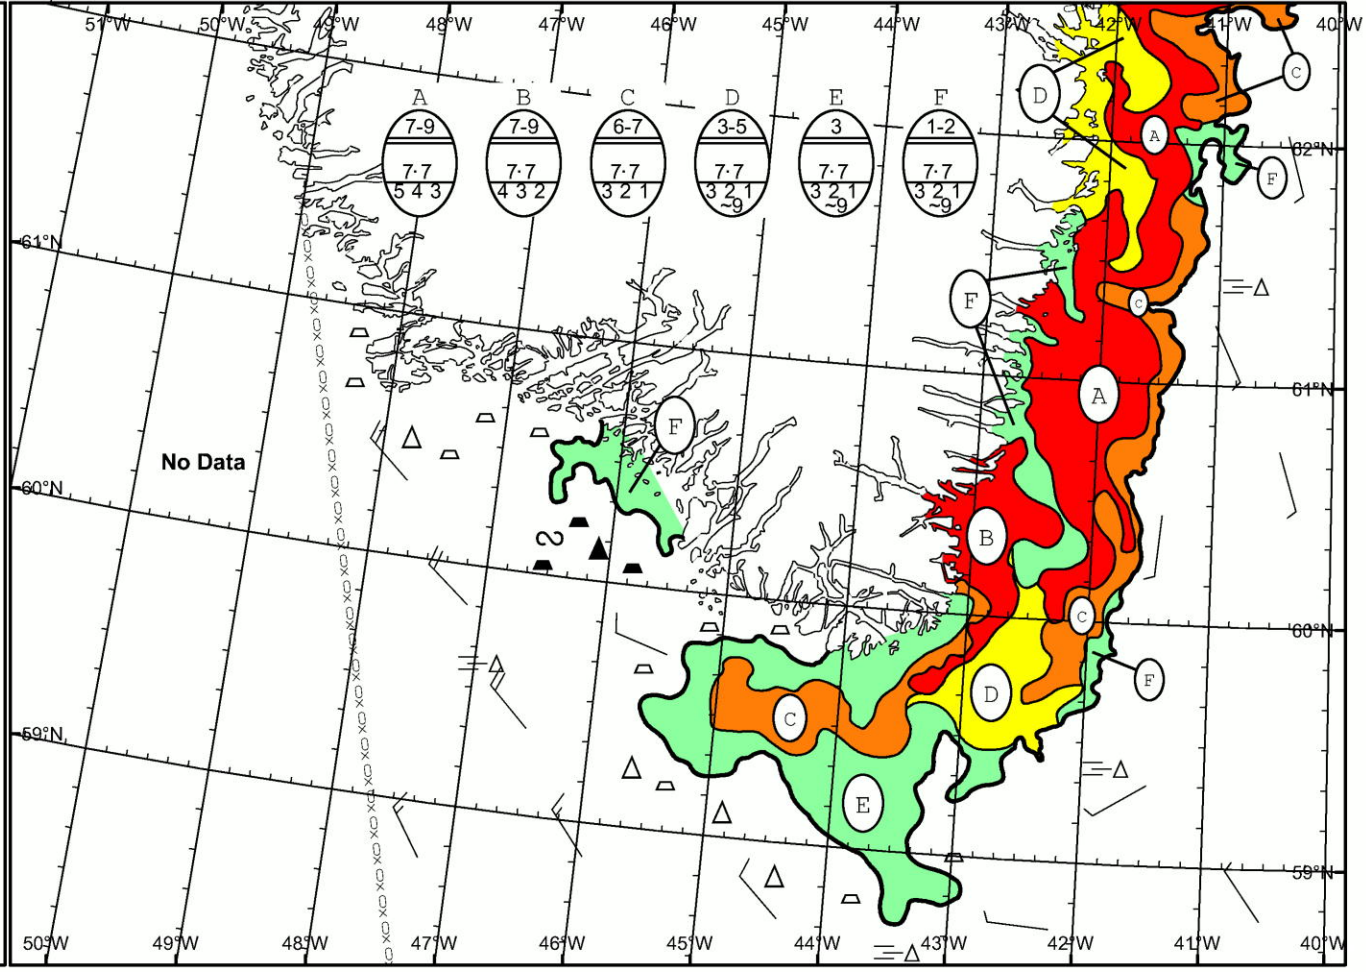 51°W 50°W 49°W 48°W 47°W 46°W 45°W 44°W 43°W 42°W 41°W 40°W
A B C D E F
7-9 7-9 6-7 3-5 3 1-2
7·7 7·7 7·7 7·7 7·7 7·7
5 4 3 4 3 2 3 2 1 3 2 1 3 2 1 3 2 1
~9 ~9 ~9
C
D
A
62°N
F
61°N
F
C
A
61°N
F
No Data
60°N
B
2
C
60°N
F
D
C
59°N
E
59°N
50°W 49°W 48°W 47°W 46°W 45°W 44°W 43°W 42°W 41°W 40°W